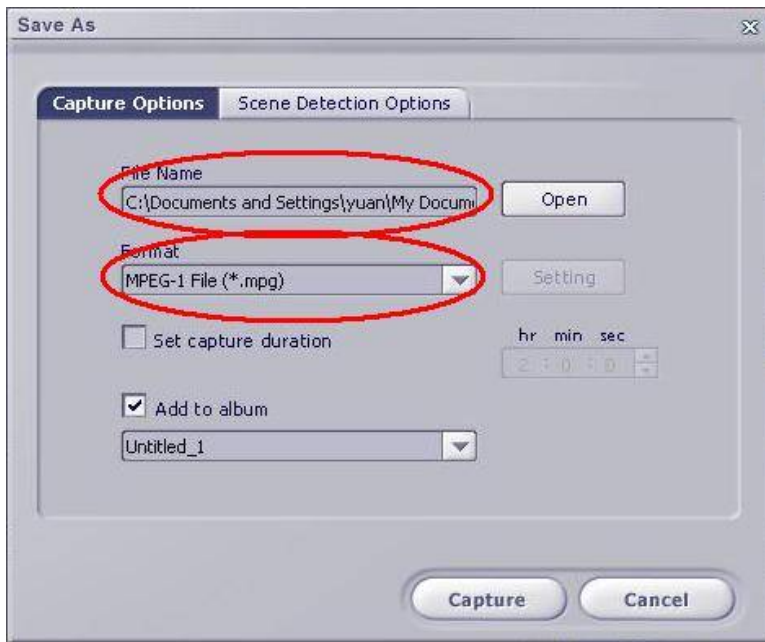 Save As
Capture Options
Scene Detection Options
File Name
C:\Documents and Settings\yuan\My Docum
Open
Format
MPEG-1 File (*.mpg)
Setting
Set capture duration
hr min sec
2 : 0 : 0
Add to album
Untitled_1
Capture
Cancel